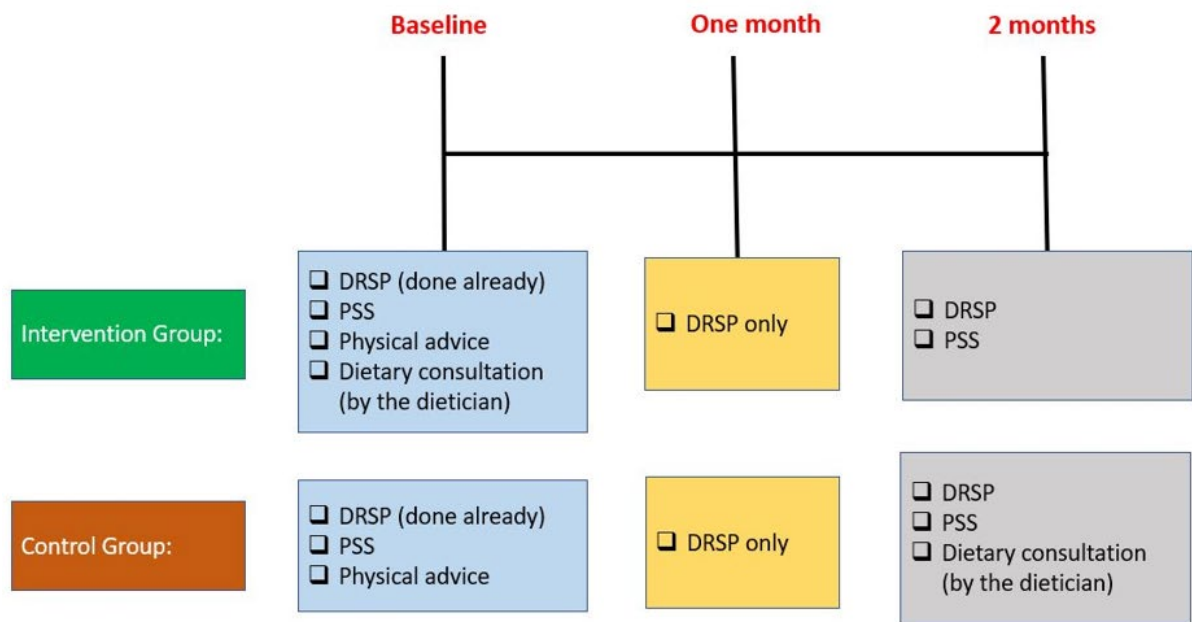 Baseline
One month
2 months
Intervention Group:
❑ DRSP (done already)
❑ PSS
❑ Physical advice
❑ Dietary consultation
(by the dietician)
❑ DRSP only
❑ DRSP
❑ PSS
Control Group:
❑ DRSP (done already)
❑ PSS
❑ Physical advice
❑ DRSP only
❑ DRSP
❑ PSS
❑ Dietary consultation
(by the dietician)